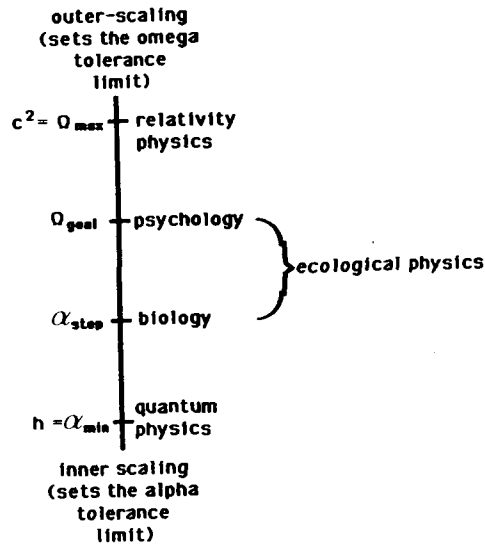 outer-scaling
(sets the omega
tolerance
limit)
c² = Ω max relativity
physics
Ω goal psychology
ecological physics
α step biology
h = α min quantum
physics
inner scaling
(sets the alpha
tolerance
limit)